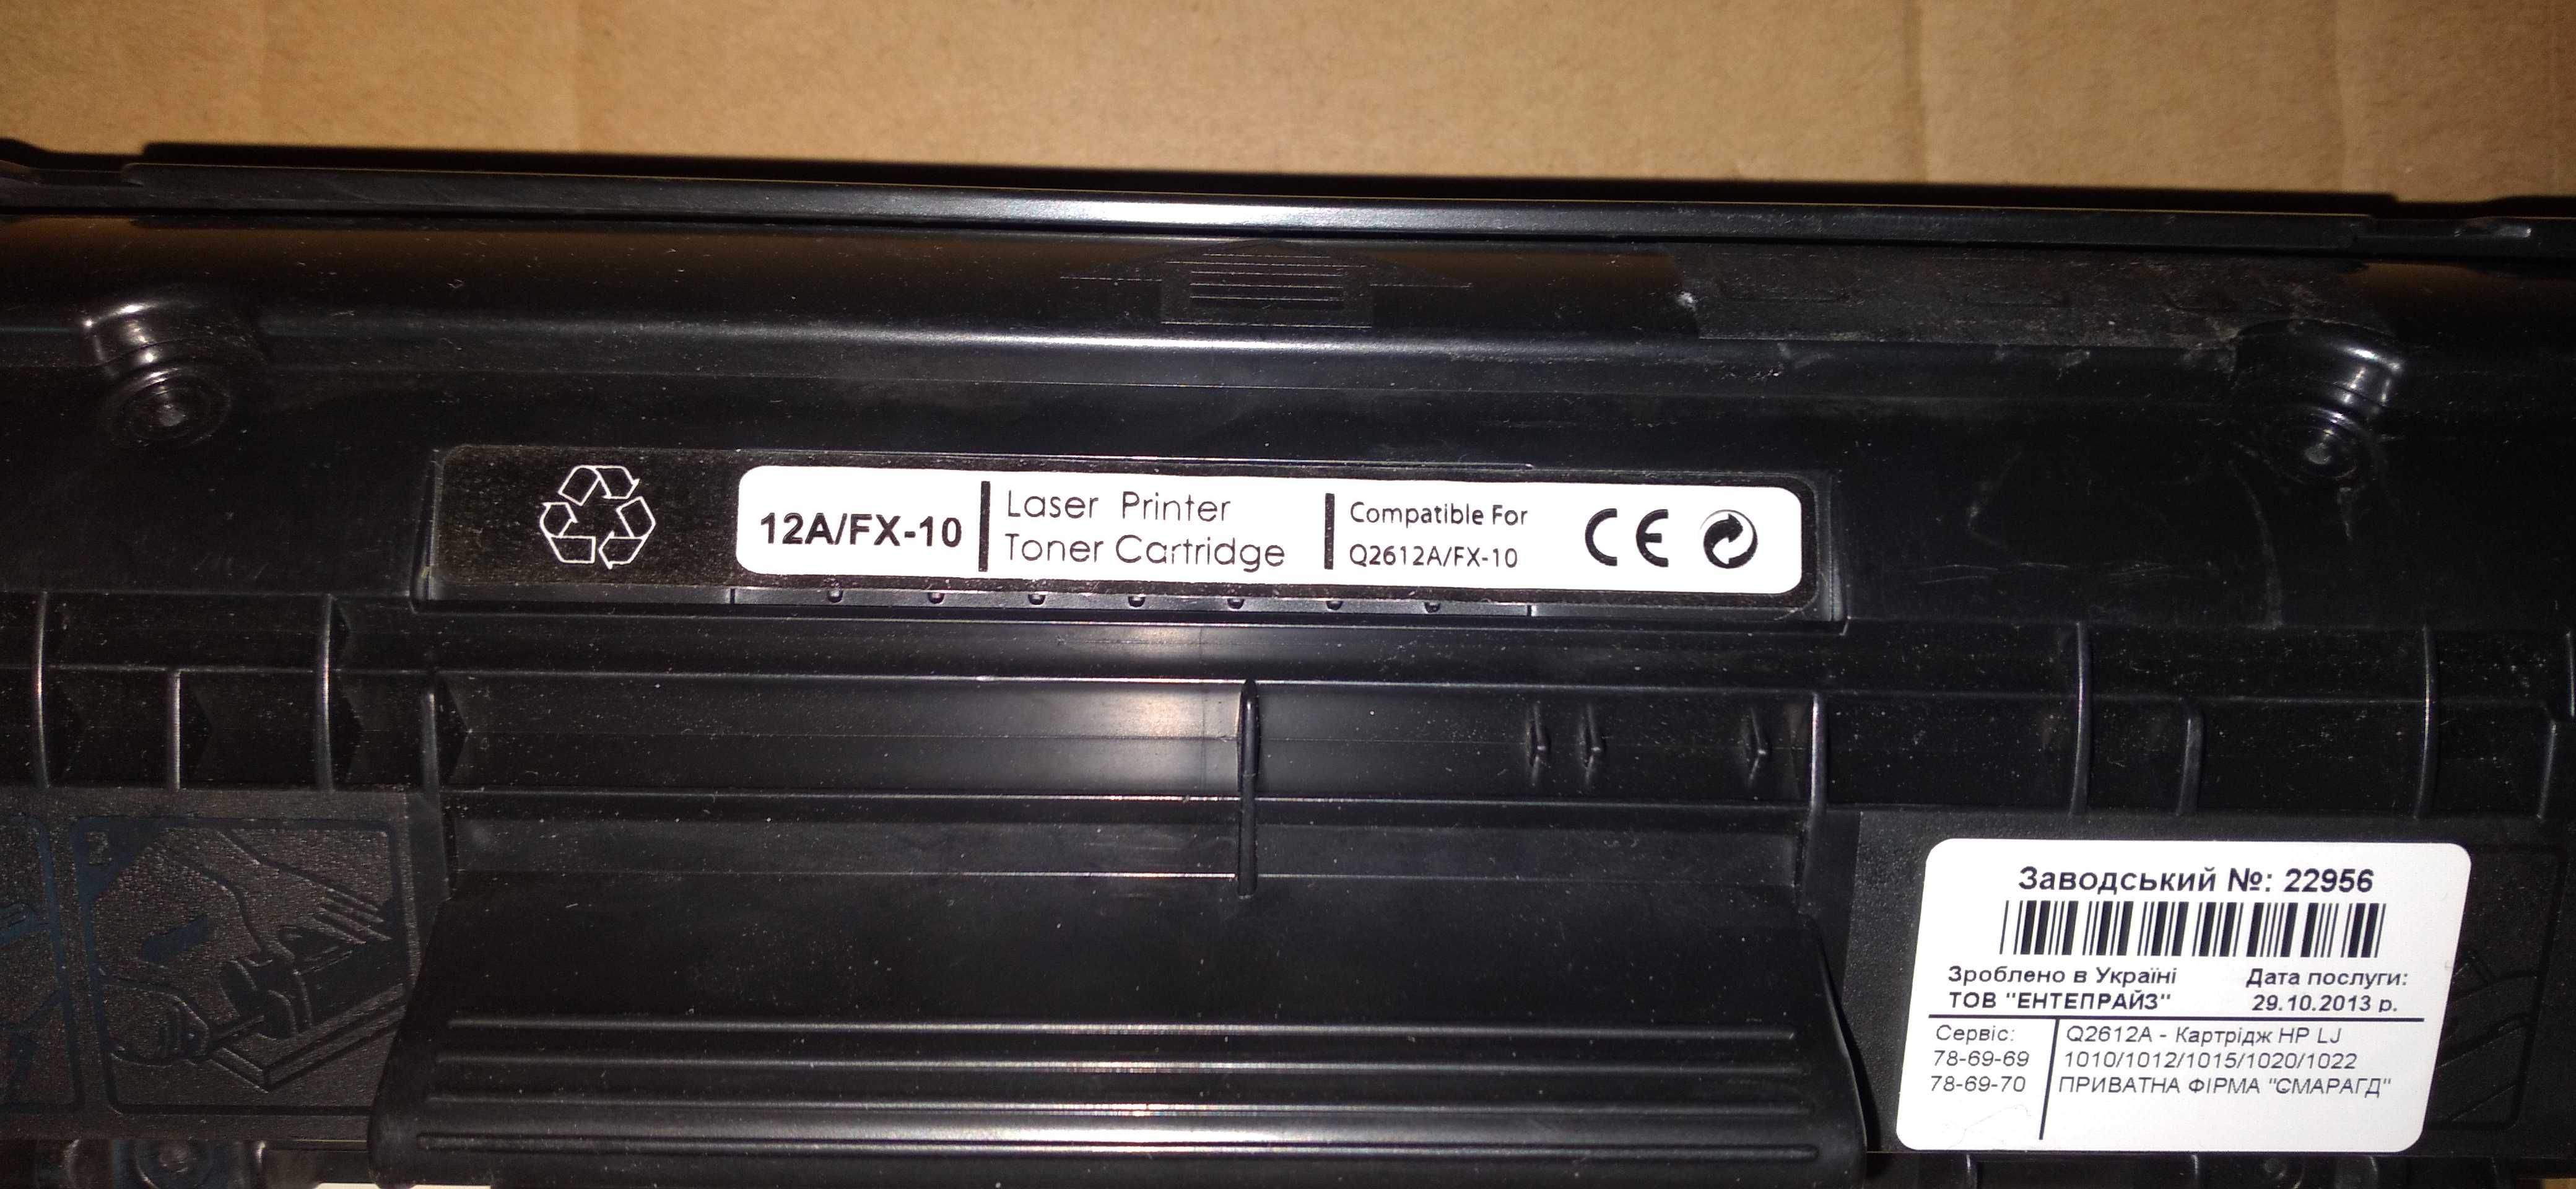 12A/FX-10
Laser Printer
Toner Cartridge
Compatible For
Q2612A/FX-10
CE
Заводський №: 22956
Зроблено в Україні
ТОВ "ЕНТЕПРАЙЗ"
Дата послуги:
29.10.2013 р.
Сервіс:
78-69-69
78-69-70
Q2612A - Картрідж HP LJ
1010/1012/1015/1020/1022
ПРИВАТНА ФІРМА "СМАРАГД"